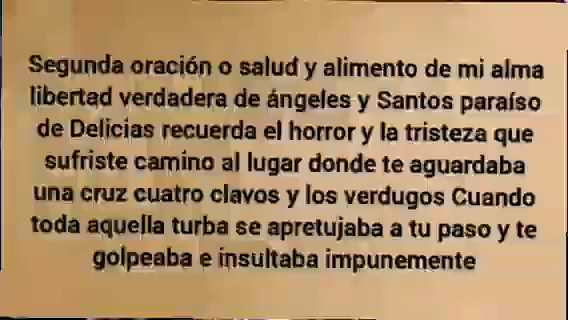 Segunda oración o salud y alimento de mi alma
libertad verdadera de ángeles y Santos paraíso
de Delicias recuerda el horror y la tristeza que
sufriste camino al lugar donde te aguardaba
una cruz cuatro clavos y los verdugos Cuando
toda aquella turba se apretujaba a tu paso y te
golpeaba e insultaba impunemente